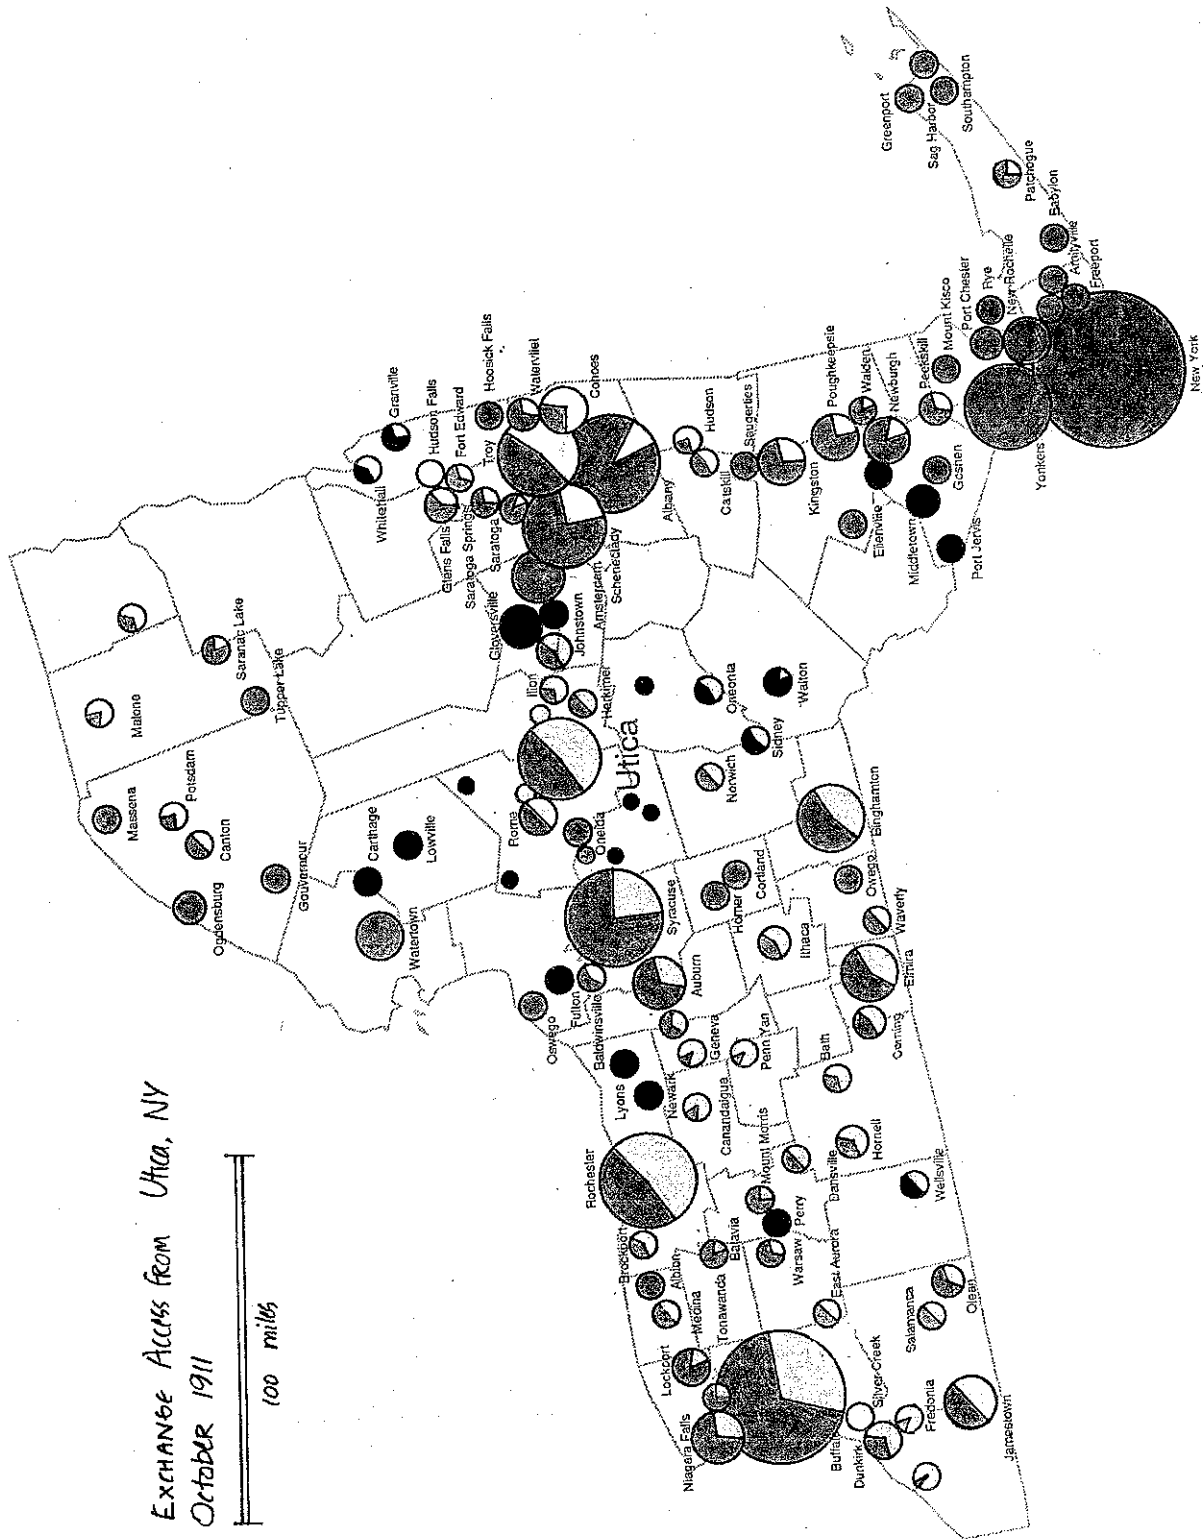 EXCHANGE ACCESS FROM Utica, NY
October 1911
100 miles
Massena
Malone
Potsdam
Canton
Ogdensburg
Saranac Lake
Tupper Lake
Gouvernour
Carthage
Lowville
Watertown
Whitehall
Granville
Hudson Falls
Glens Falls
Fort Edward
Saratoga Springs
Saratoga
Hoosick Falls
Troy
Watervliet
Cohoes
Gloversville
Johnstown
Amsterdam
Scheneclady
Albany
Ilion
Herkimer
Utica
Rome
Oneida
Syracuse
Oswego
Fulton
Baldwinsville
Auburn
Lyons
Newark
Geneva
Canandaigua
Penn Yan
Rochester
Brockport
Albion
Medina
Lockport
Tonawanda
Niagara Falls
Buffalo
Batavia
Warsaw
Perry
Mount Morris
Dansville
East Aurora
Silver Creek
Dunkirk
Fredonia
Jamestown
Salamanca
Olean
Wellsville
Hornell
Bath
Corning
Elmira
Waverly
Owego
Ithaca
Homer
Cortland
Binghamton
Norwich
Sidney
Oneonta
Walton
Hudson
Catskill
Saugerties
Kingston
Poughkeepsie
Walden
Newburgh
Ellenville
Middletown
Port Jervis
Goshen
Peekskill
Mount Kisco
Port Chester
Rye
New Rochelle
Yonkers
New York
Freeport
Amityville
Babylon
Patchogue
Greenport
Sag Harbor
Southampton